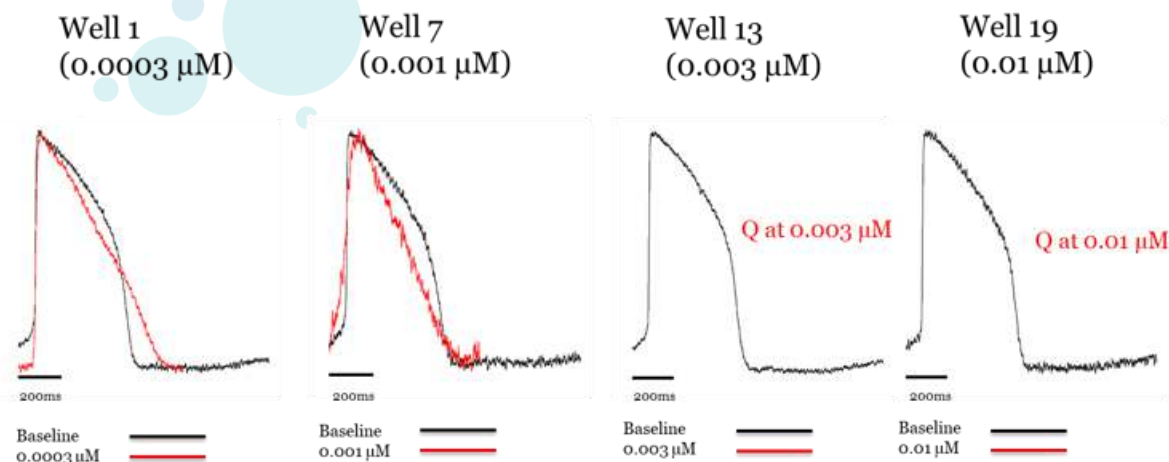 Well 1
(0.0003 µM)
Well 7
(0.001 µM)
Well 13
(0.003 µM)
Well 19
(0.01 µM)
Q at 0.003 µM
Q at 0.01 µM
200ms
200ms
200ms
200ms
Baseline
0.0003 µM
Baseline
0.001 µM
Baseline
0.003 µM
Baseline
0.01 µM